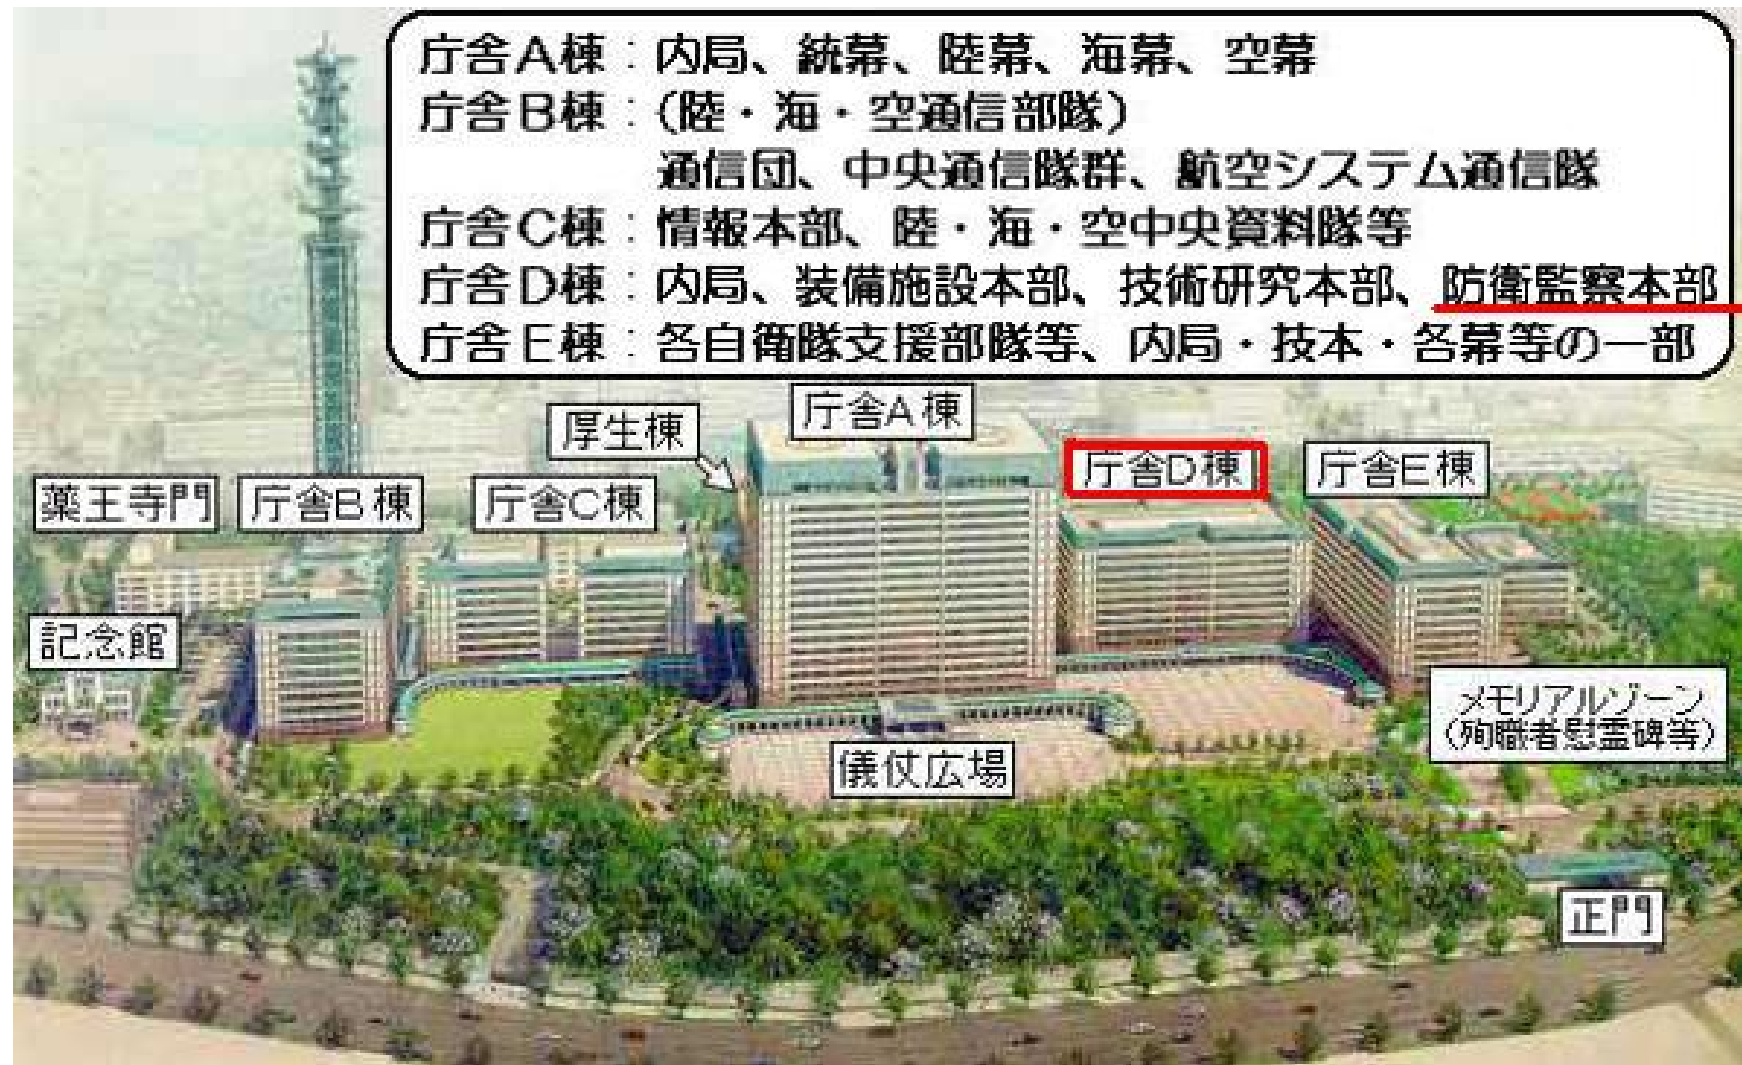 庁舎A棟：内局、統幕、陸幕、海幕、空幕
庁舎B棟：(陸・海・空通信部隊)
通信団、中央通信隊群、航空システム通信隊
庁舎C棟：情報本部、陸・海・空中央資料隊等
庁舎D棟：内局、装備施設本部、技術研究本部、防衛監察本部
庁舎E棟：各自衛隊支援部隊等、内局・技本・各幕等の一部
庁舎A棟
厚生棟
庁舎D棟
庁舎E棟
薬王寺門
庁舎B棟
庁舎C棟
記念館
メモリアルゾーン
(殉職者慰霊碑等)
儀仗広場
正門